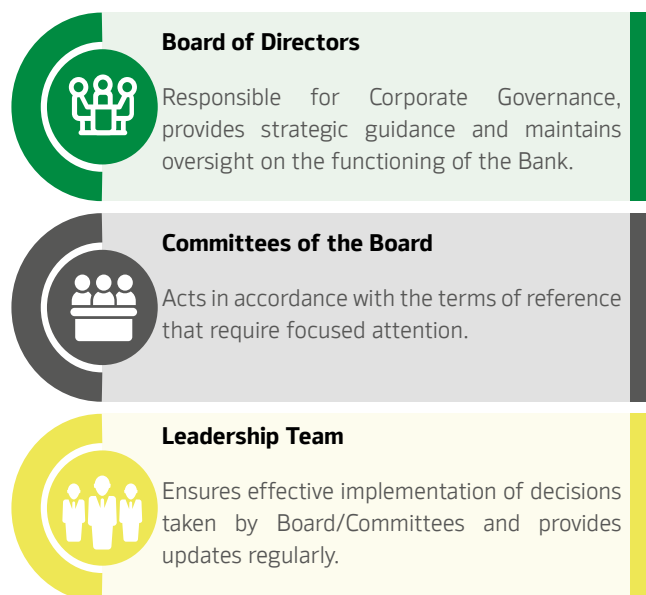 Board of Directors
Responsible for Corporate Governance,
provides strategic guidance and maintains
oversight on the functioning of the Bank.
Committees of the Board
Acts in accordance with the terms of reference
that require focused attention.
Leadership Team
Ensures effective implementation of decisions
taken by Board/Committees and provides
updates regularly.